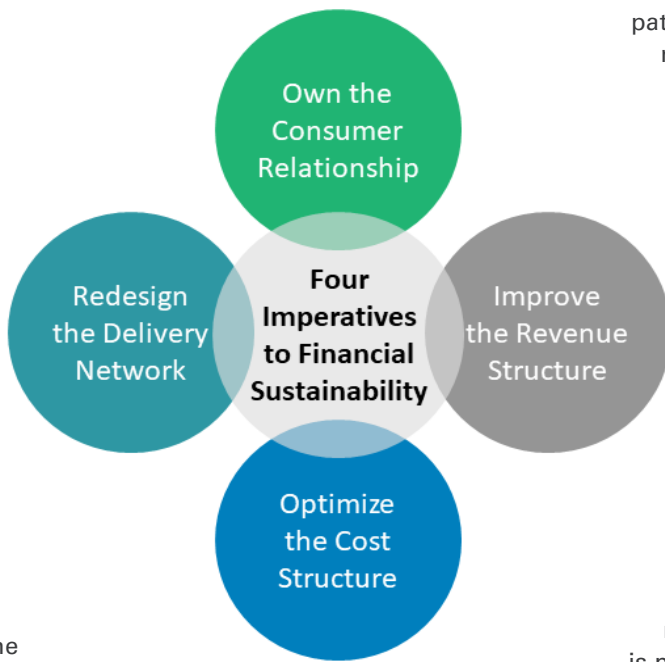 Own the
Consumer
Relationship
Redesign
the Delivery
Network
Four
Imperatives
to Financial
Sustainability
Improve
the Revenue
Structure
Optimize
the Cost
Structure